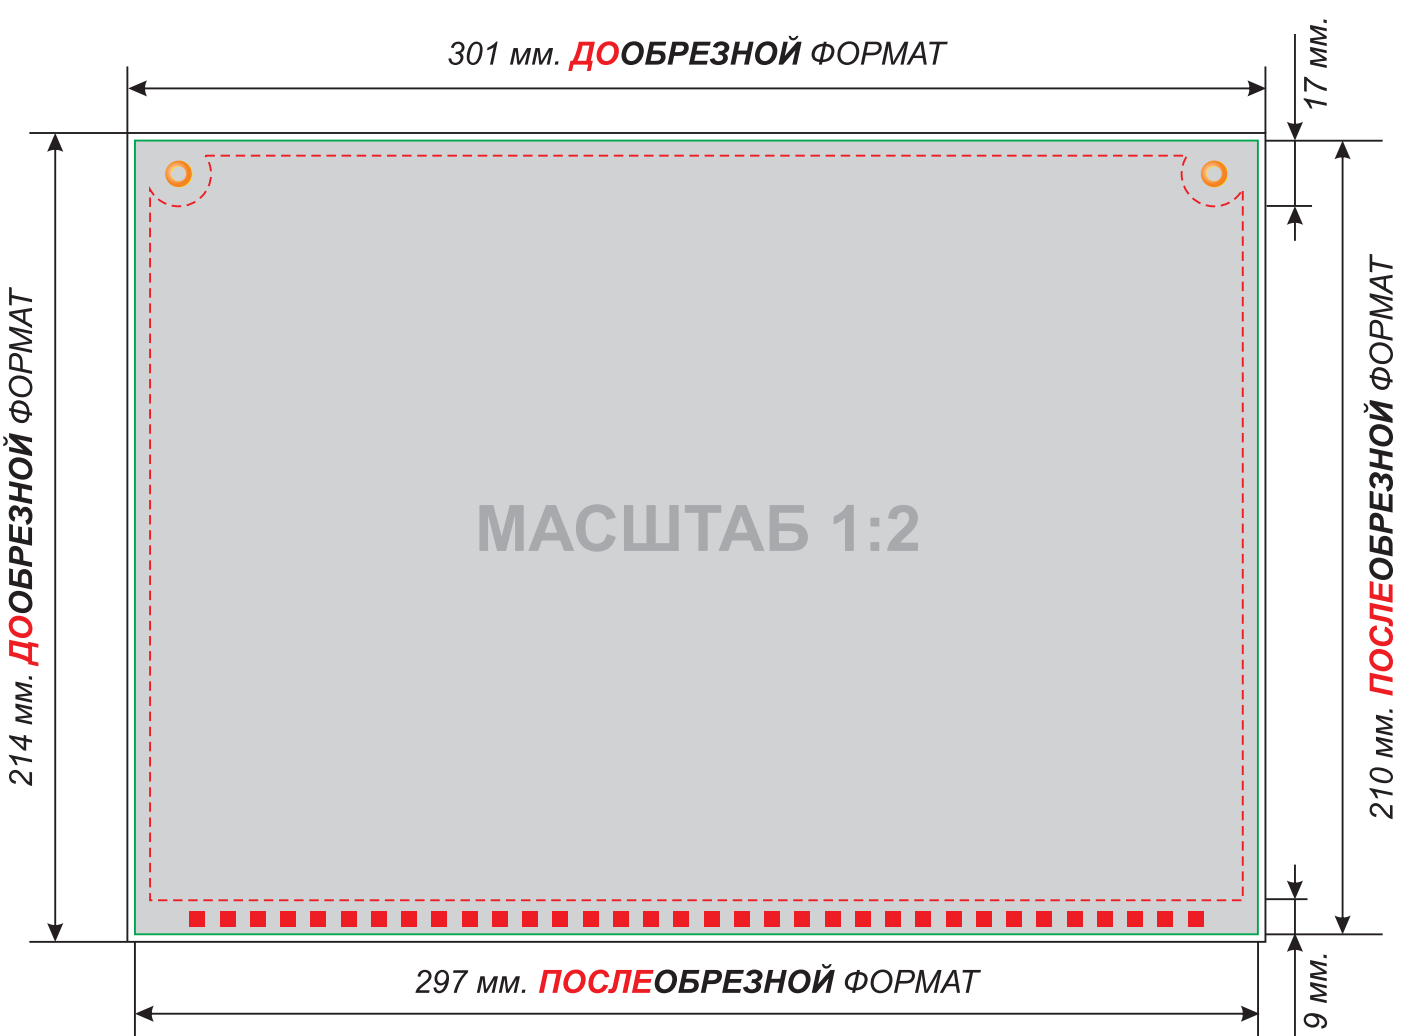 301 мм. ДООБРЕЗНОЙ ФОРМАТ
17 мм.
214 мм. ДООБРЕЗНОЙ ФОРМАТ
МАСШТАБ 1:2
210 мм. ПОСЛЕОБРЕЗНОЙ ФОРМАТ
297 мм. ПОСЛЕОБРЕЗНОЙ ФОРМАТ
9 мм.